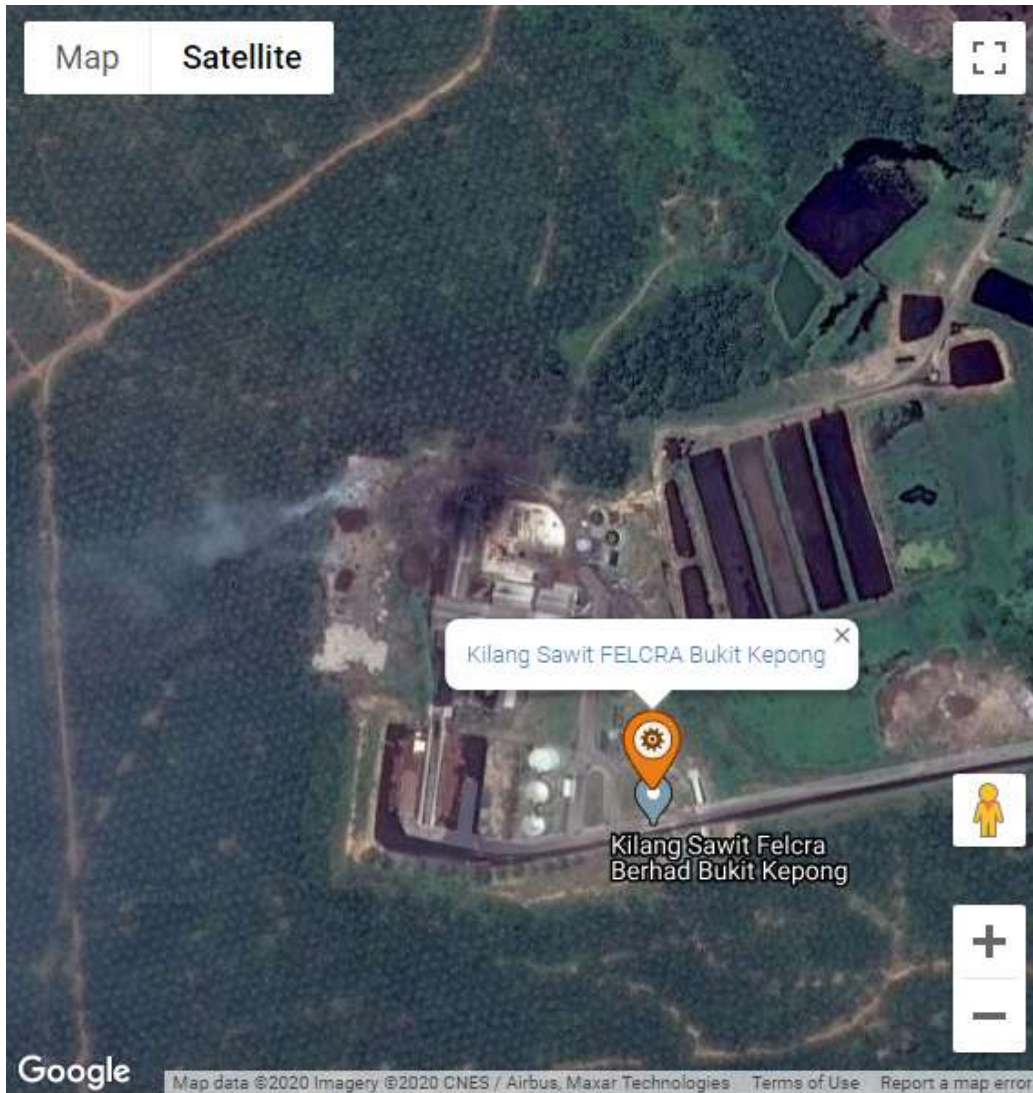 Map Satellite
Kilang Sawit FELCRA Bukit Kepong
Kilang Sawit Felcra
Berhad Bukit Kepong
Google
Map data ©2020 Imagery ©2020 CNES / Airbus, Maxar Technologies Terms of Use Report a map error